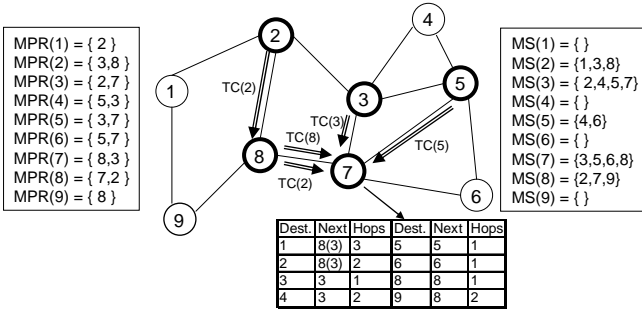 MPR(1) = { 2 }
MPR(2) = { 3,8 }
MPR(3) = { 2,7 }
MPR(4) = { 5,3 }
MPR(5) = { 3,7 }
MPR(6) = { 5,7 }
MPR(7) = { 8,3 }
MPR(8) = { 7,2 }
MPR(9) = { 8 }
4
2
5
1
TC(2)
3
TC(3)
TC(8)
TC(5)
8
7
TC(2)
6
9
MS(1) = { }
MS(2) = {1,3,8}
MS(3) = { 2,4,5,7}
MS(4) = { }
MS(5) = {4,6}
MS(6) = { }
MS(7) = {3,5,6,8}
MS(8) = {2,7,9}
MS(9) = { }
Dest. Next Hops Dest. Next Hops
1 8(3) 3 5 5 1
2 8(3) 2 6 6 1
3 3 1 8 8 1
4 3 2 9 8 2